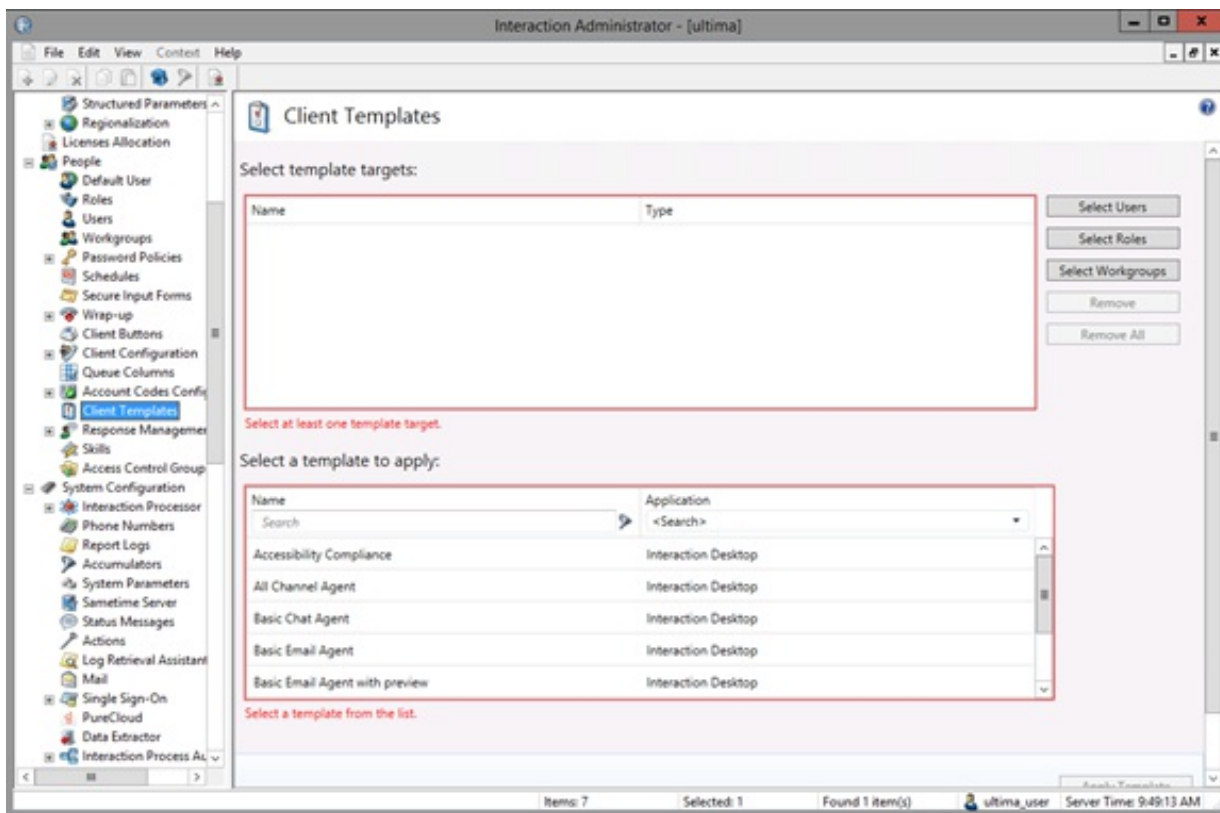 Interaction Administrator - [ultima]
File Edit View Context Help
Structured Parameters
Regionalization
Licenses Allocation
People
Default User
Roles
Users
Workgroups
Password Policies
Schedules
Secure Input Forms
Wrap-up
Client Buttons
Client Configuration
Queue Columns
Account Codes Config
Client Templates
Response Managemen
Skills
Access Control Group
System Configuration
Interaction Processor
Phone Numbers
Report Logs
Accumulators
System Parameters
Sametime Server
Status Messages
Actions
Log Retrieval Assistant
Mail
Single Sign-On
PureCloud
Data Extractor
Interaction Process Au
Client Templates
Select template targets:
Name Type
Select Users
Select Roles
Select Workgroups
Remove
Remove All
Select at least one template target.
Select a template to apply:
Name Application
Search <Search>
Accessibility Compliance Interaction Desktop
All Channel Agent Interaction Desktop
Basic Chat Agent Interaction Desktop
Basic Email Agent Interaction Desktop
Basic Email Agent with preview Interaction Desktop
Select a template from the list.
Apply Template
Items: 7 Selected: 1 Found 1 item(s) ultima_user Server Time: 9:49:13 AM